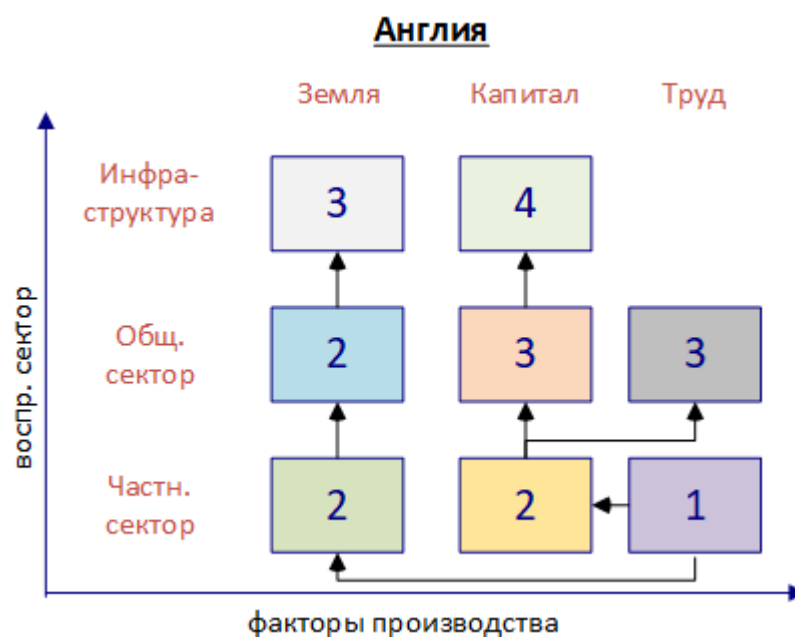 Англия
Земля Капитал Труд
Инфра-
структура
3 4
Общ.
сектор
2 3 3
Частн.
сектор
2 2 1
воспр. сектор
факторы производства